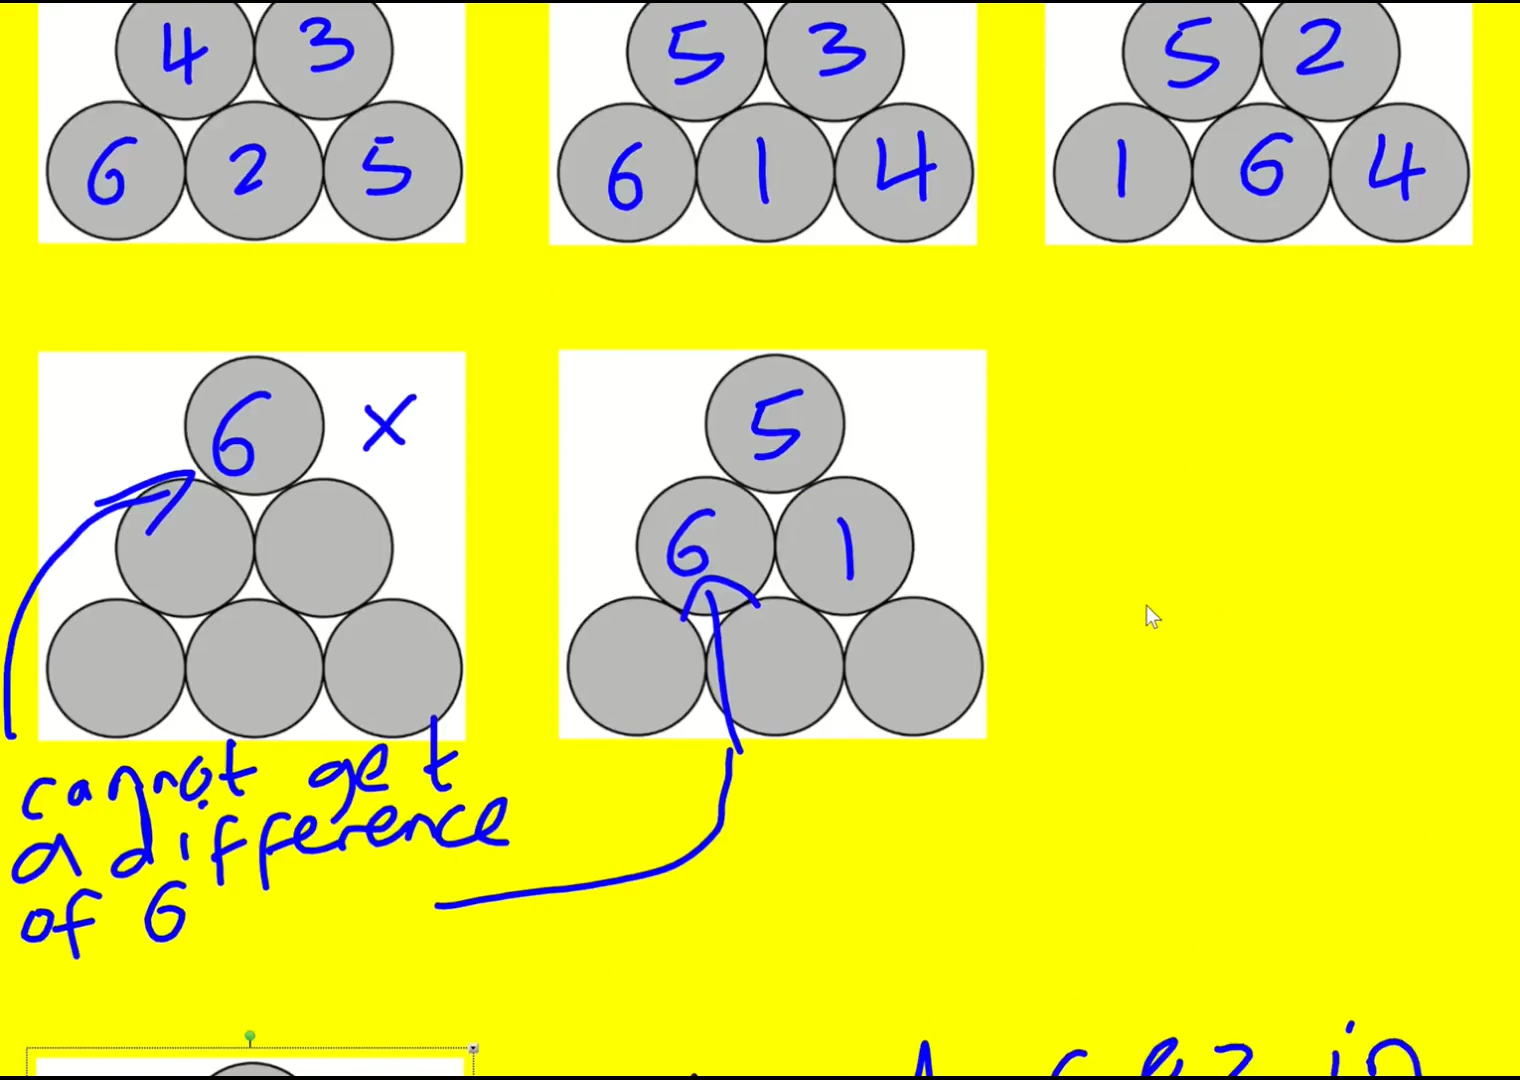 4 3 5 3 5 2
6 2 5 6 1 4 1 6 4
6 x 5
6 1
cannot get
a difference
of 6
in